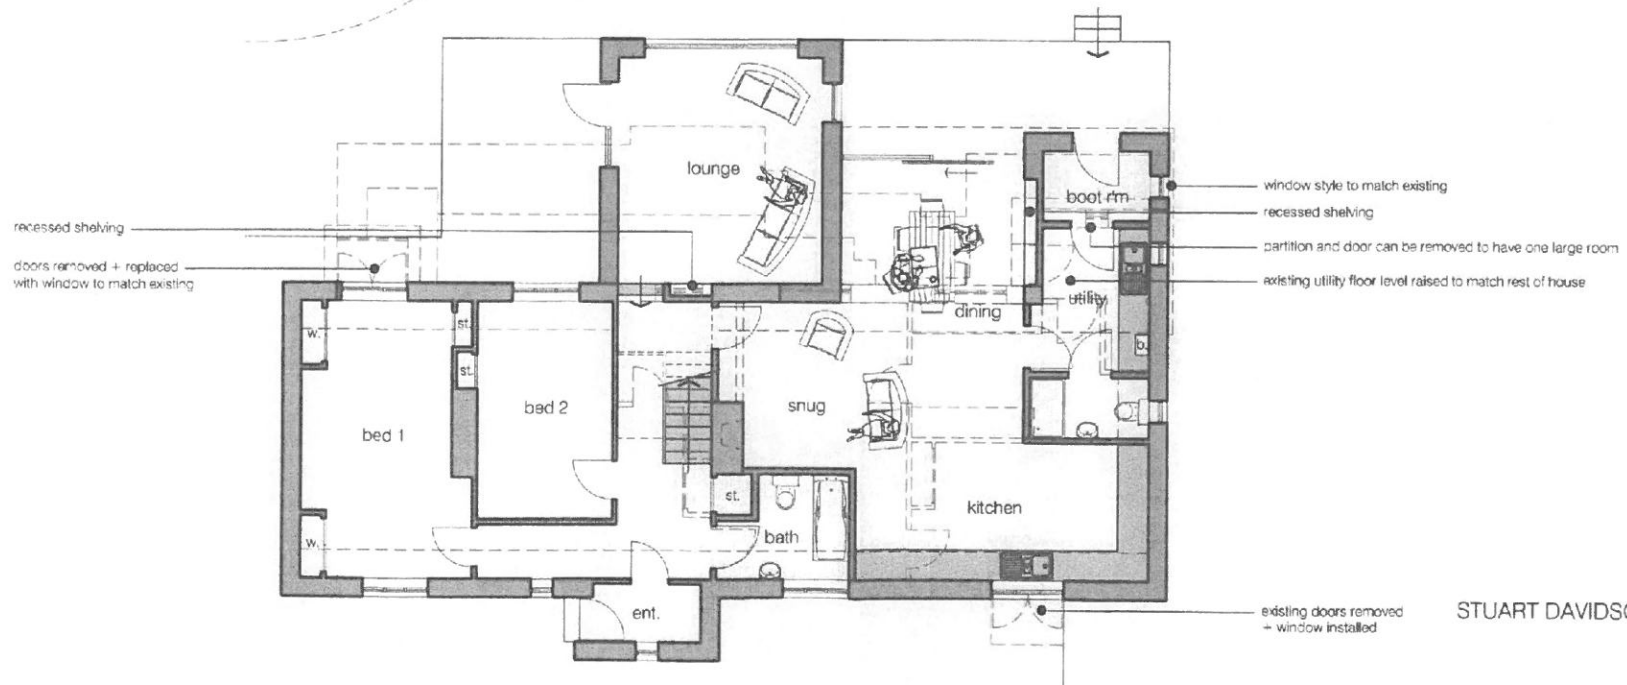 lounge
boot r'm
window style to match existing
recessed shelving
partition and door can be removed to have one large room
existing utility floor level raised to match rest of house
recessed shelving
doors removed + replaced
with window to match existing
w.
st.
st.
bed 1
bed 2
snug
dining
utility
b.
kitchen
st.
bath
w.
ent.
existing doors removed
+ window installed
STUART DAVIDSO